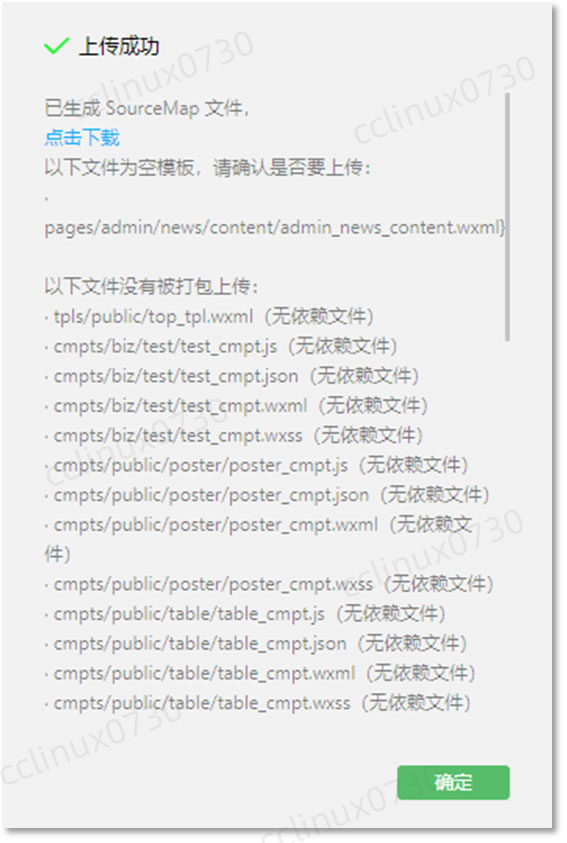 上传成功
cclinux0730
cclinux0730
已生成 SourceMap 文件，
点击下载
以下文件为空模板，请确认是否要上传：
·
pages/admin/news/content/admin_news_content.wxml}
以下文件没有被打包上传：
· tpls/public/top_tpl.wxml（无依赖文件）
· cmpts/biz/test/test_cmpt.js（无依赖文件）
· cmpts/biz/test/test_cmpt.json（无依赖文件）
· cmpts/biz/test/test_cmpt.wxml（无依赖文件）
· cmpts/biz/test/test_cmpt.wxss（无依赖文件）
cclinux0730
· cmpts/public/poster/poster_cmpt.js（无依赖文件）
· cmpts/public/poster/poster_cmpt.json（无依赖文件）
· cmpts/public/poster/poster_cmpt.wxml（无依赖文
件）
cclinux0730
· cmpts/public/poster/poster_cmpt.wxss（无依赖文件）
· cmpts/public/table/table_cmpt.js（无依赖文件）
· cmpts/public/table/table_cmpt.json（无依赖文件）
· cmpts/public/table/table_cmpt.wxml（无依赖文件）
· cmpts/public/table/table_cmpt.wxss（无依赖文件）
cclinux0730
确定
cclinux0730